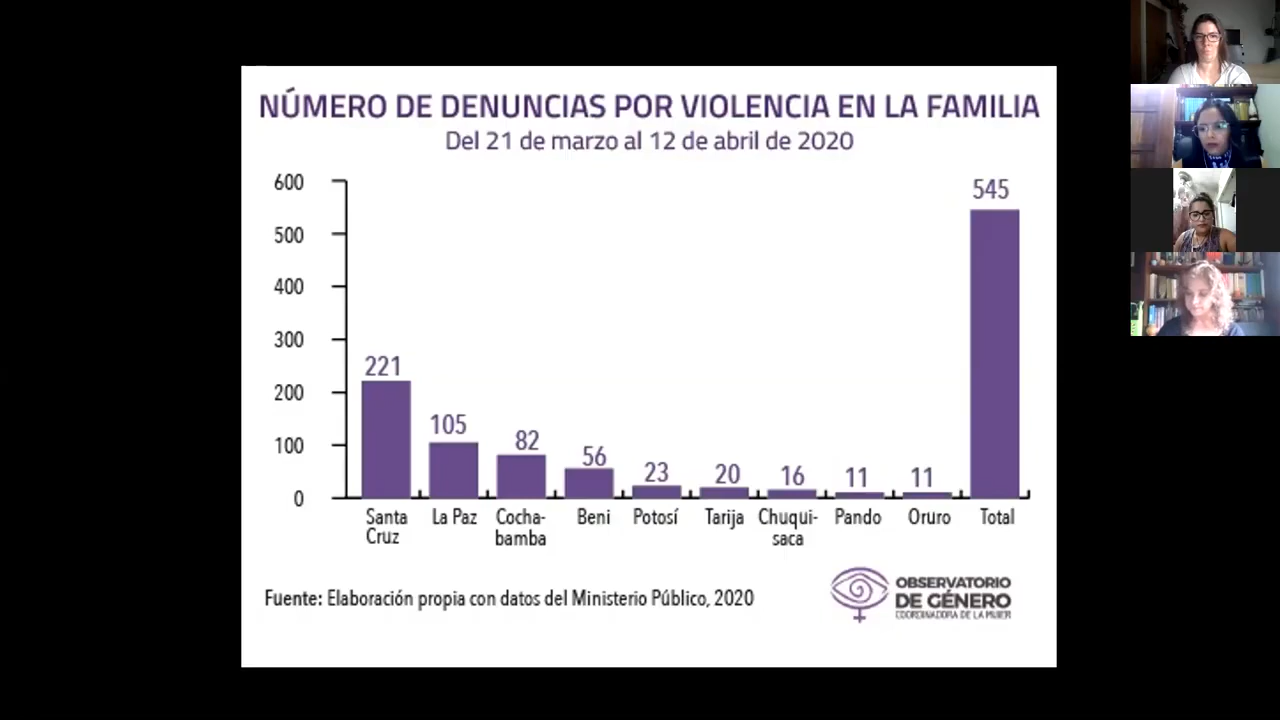 NÚMERO DE DENUNCIAS POR VIOLENCIA EN LA FAMILIA
Del 21 de marzo al 12 de abril de 2020
600
500
400
300
200
100
0
221
105
82
56
23
20
16
11
11
545
Santa
Cruz
La Paz
Cocha-
bamba
Beni
Potosí
Tarija
Chuqui-
saca
Pando
Oruro
Total
Fuente: Elaboración propia con datos del Ministerio Público, 2020
OBSERVATORIO
DE GÉNERO
COORDINADORA DE LA MUJER